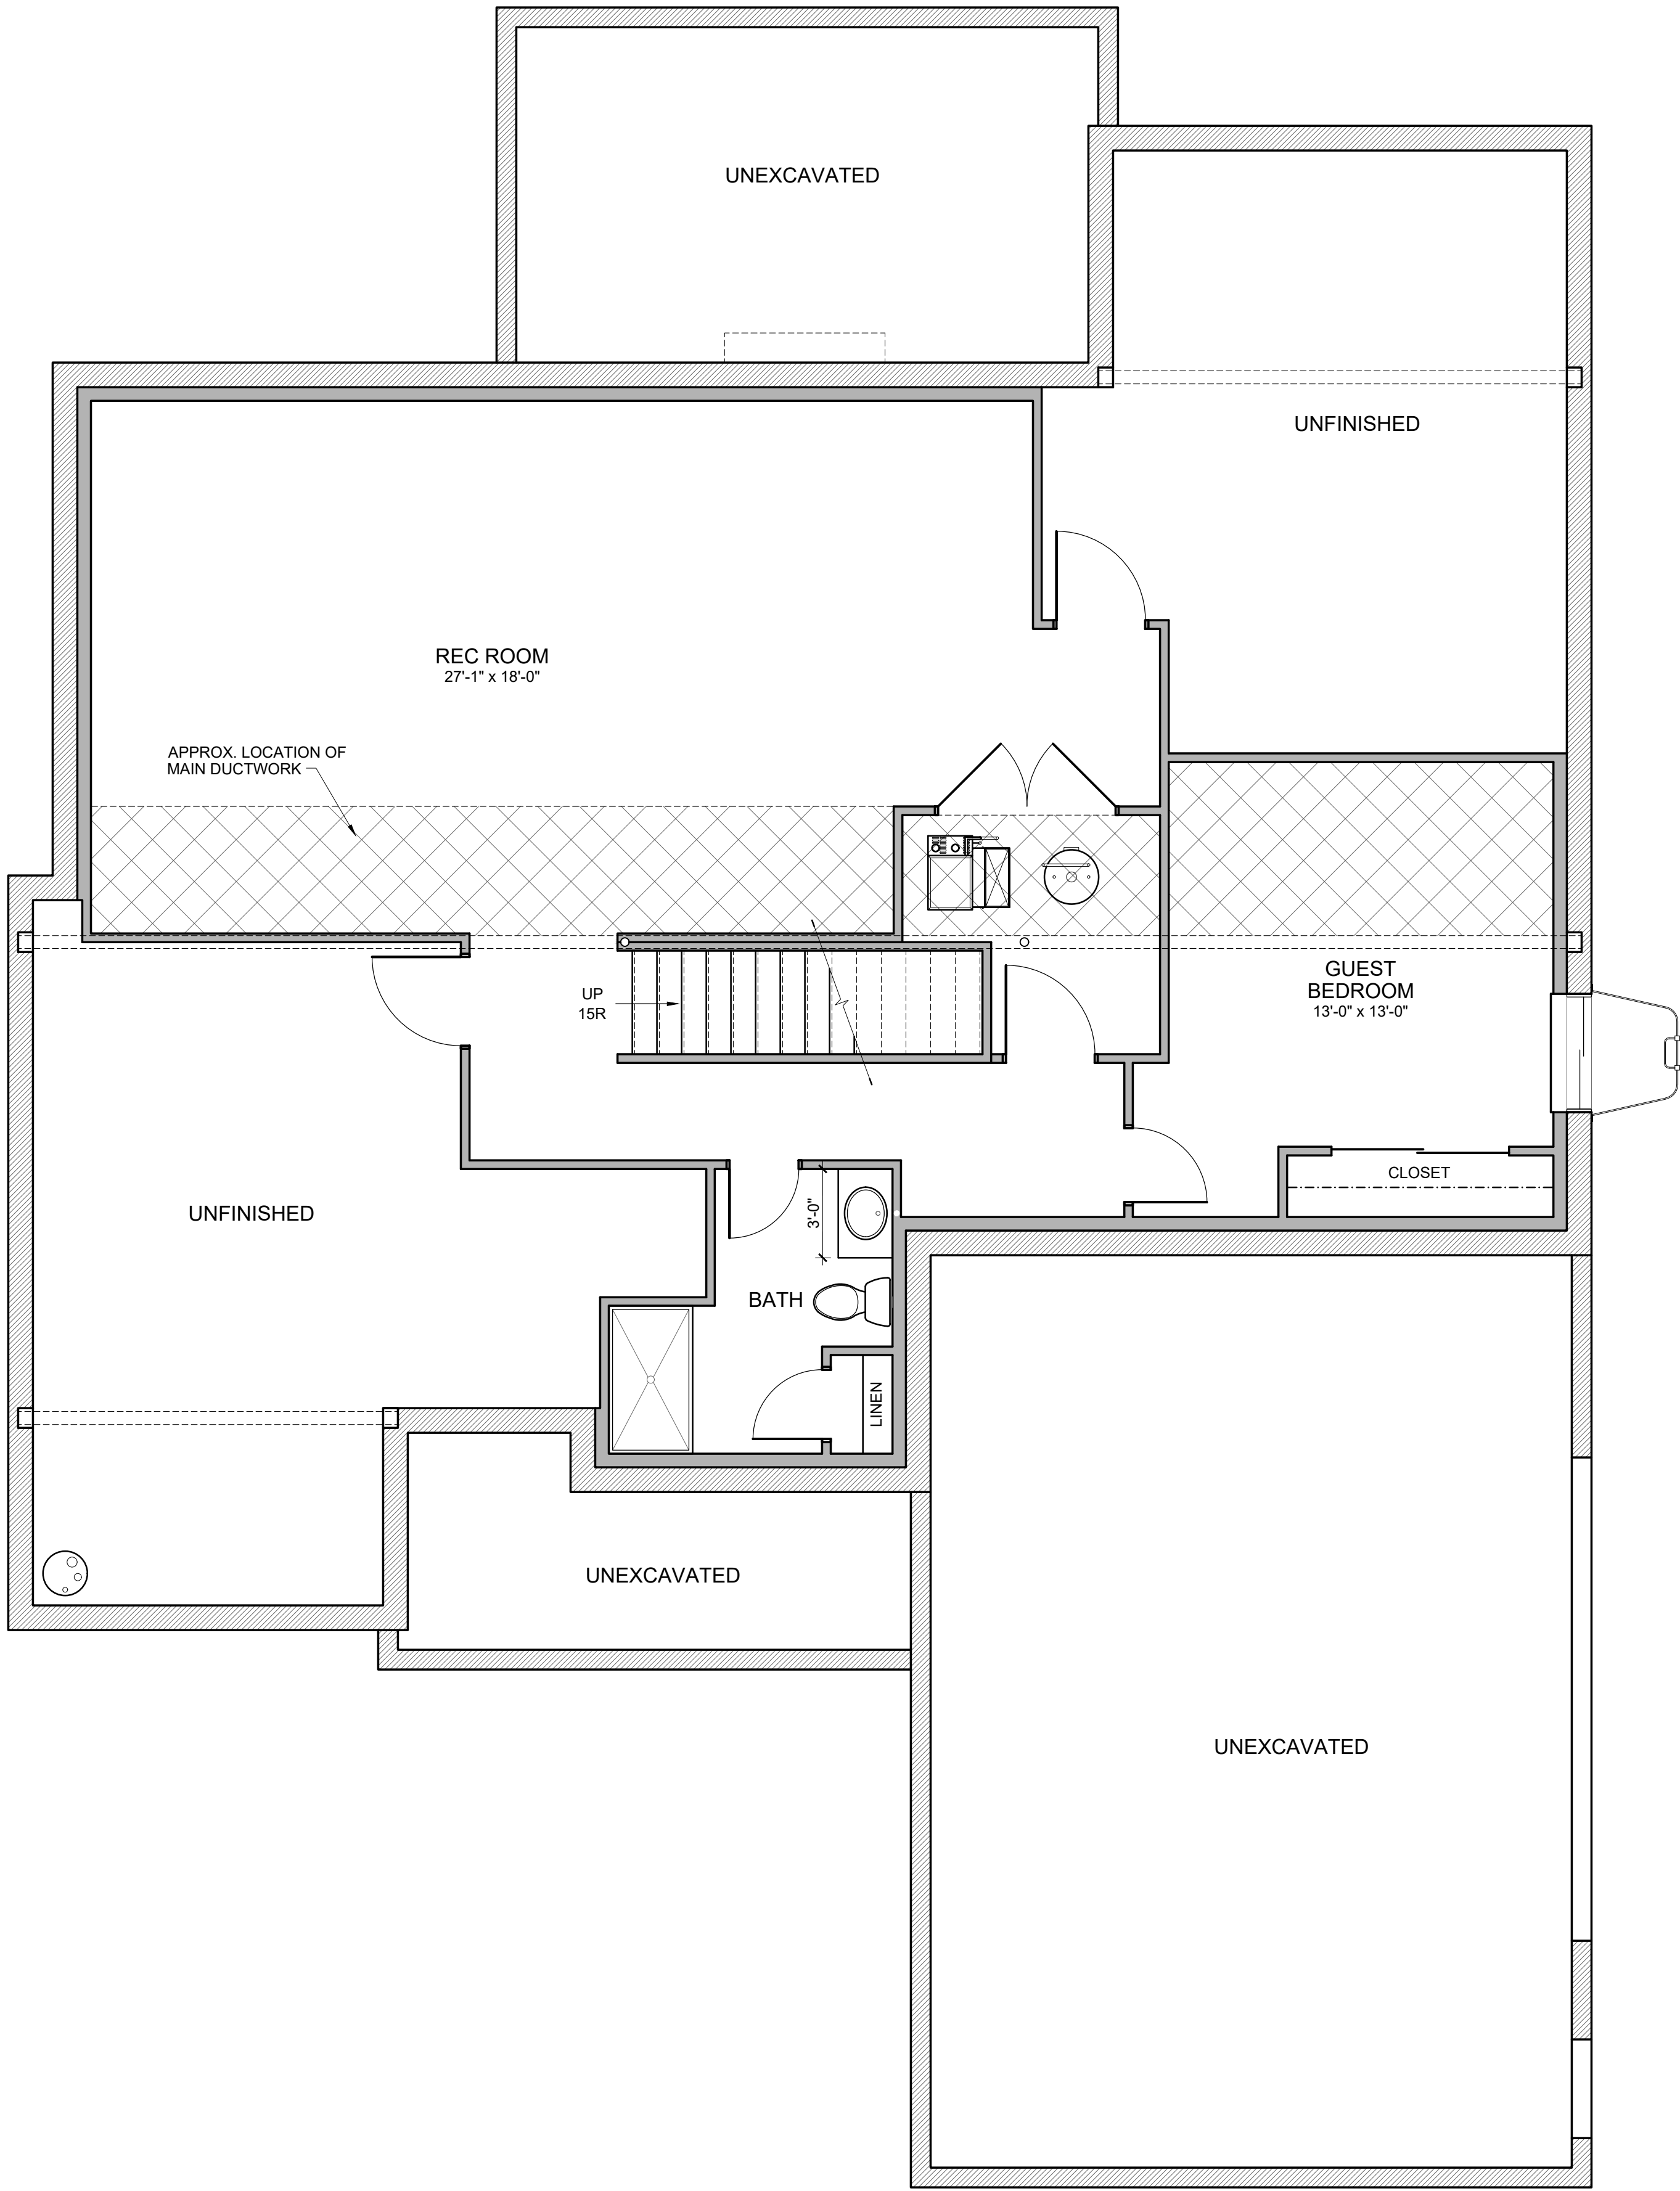 UNEXCAVATED
UNFINISHED
REC ROOM
27'-1" x 18'-0"
APPROX. LOCATION OF
MAIN DUCTWORK
GUEST
BEDROOM
13'-0" x 13'-0"
UP
15R
CLOSET
UNFINISHED
3'-0"
BATH
LINEN
UNEXCAVATED
UNEXCAVATED